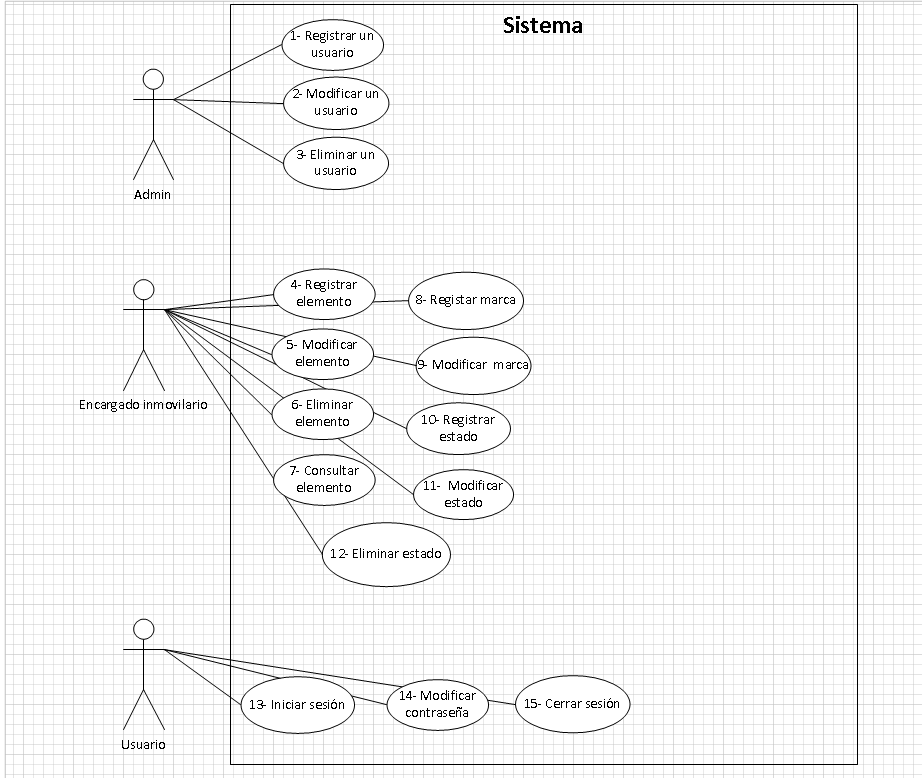 Sistema
1- Registrar un
usuario
2- Modificar un
usuario
3- Eliminar un
usuario
Admin
4- Registrar
elemento
8- Registar marca
5- Modificar
elemento
9- Modificar marca
Encargado inmovilario
6- Eliminar
elemento
10- Registrar
estado
7- Consultar
elemento
11- Modificar
estado
12- Eliminar estado
13- Iniciar sesión
14- Modificar
contraseña
15- Cerrar sesión
Usuario